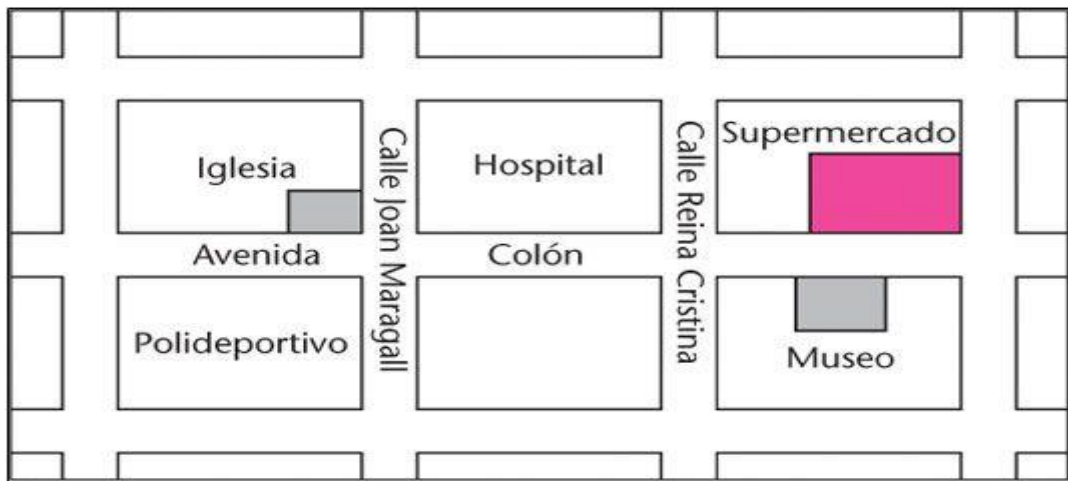 Iglesia
Calle Joan Maragall
Hospital
Calle Reina Cristina
Supermercado
Avenida Colón
Polideportivo
Museo